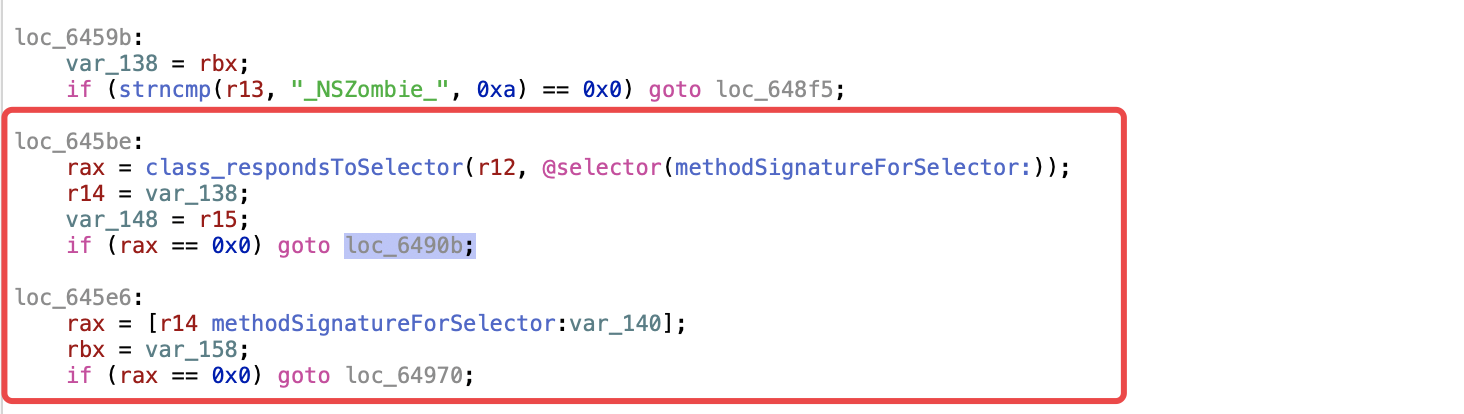 loc_6459b:
var_138 = rbx;
if (strncmp(r13, "_NSZombie_", 0xa) == 0x0) goto loc_648f5;
loc_645be:
rax = class_respondsToSelector(r12, @selector(methodSignatureForSelector:));
r14 = var_138;
var_148 = r15;
if (rax == 0x0) goto loc_6490b;
loc_645e6:
rax = [r14 methodSignatureForSelector:var_140];
rbx = var_158;
if (rax == 0x0) goto loc_64970;